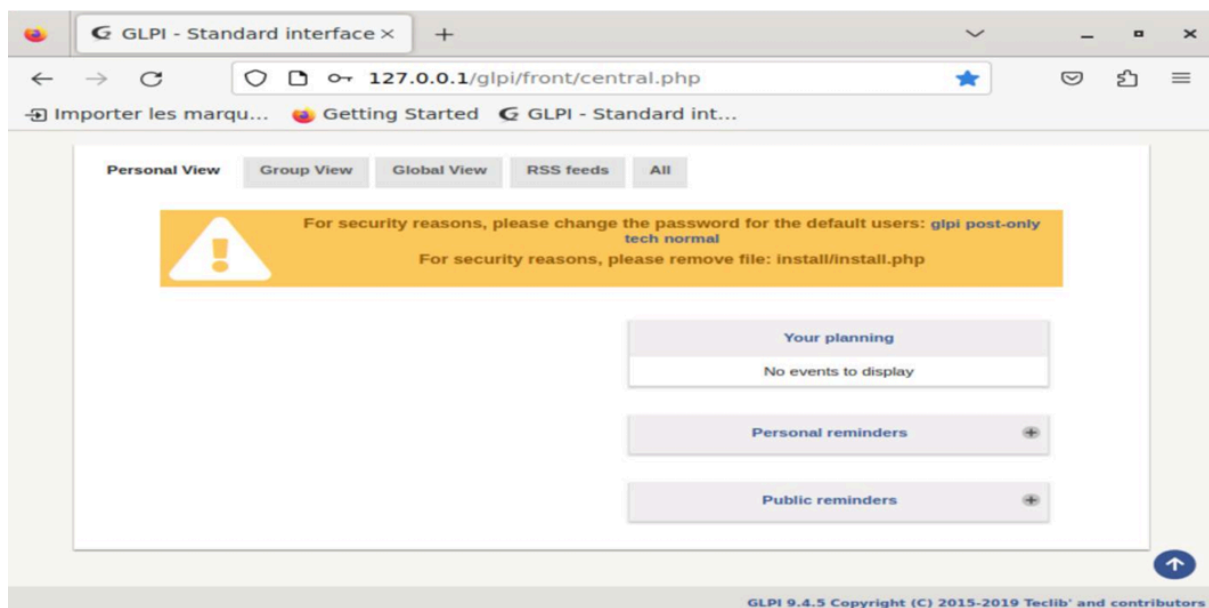 GLPI - Standard interface
127.0.0.1/glpi/front/central.php
Importer les marqu... Getting Started GLPI - Standard int...
Personal View Group View Global View RSS feeds All
For security reasons, please change the password for the default users: glpi post-only
tech normal
For security reasons, please remove file: install/install.php
Your planning
No events to display
Personal reminders
Public reminders
GLPI 9.4.5 Copyright (C) 2015-2019 Teclib' and contributors